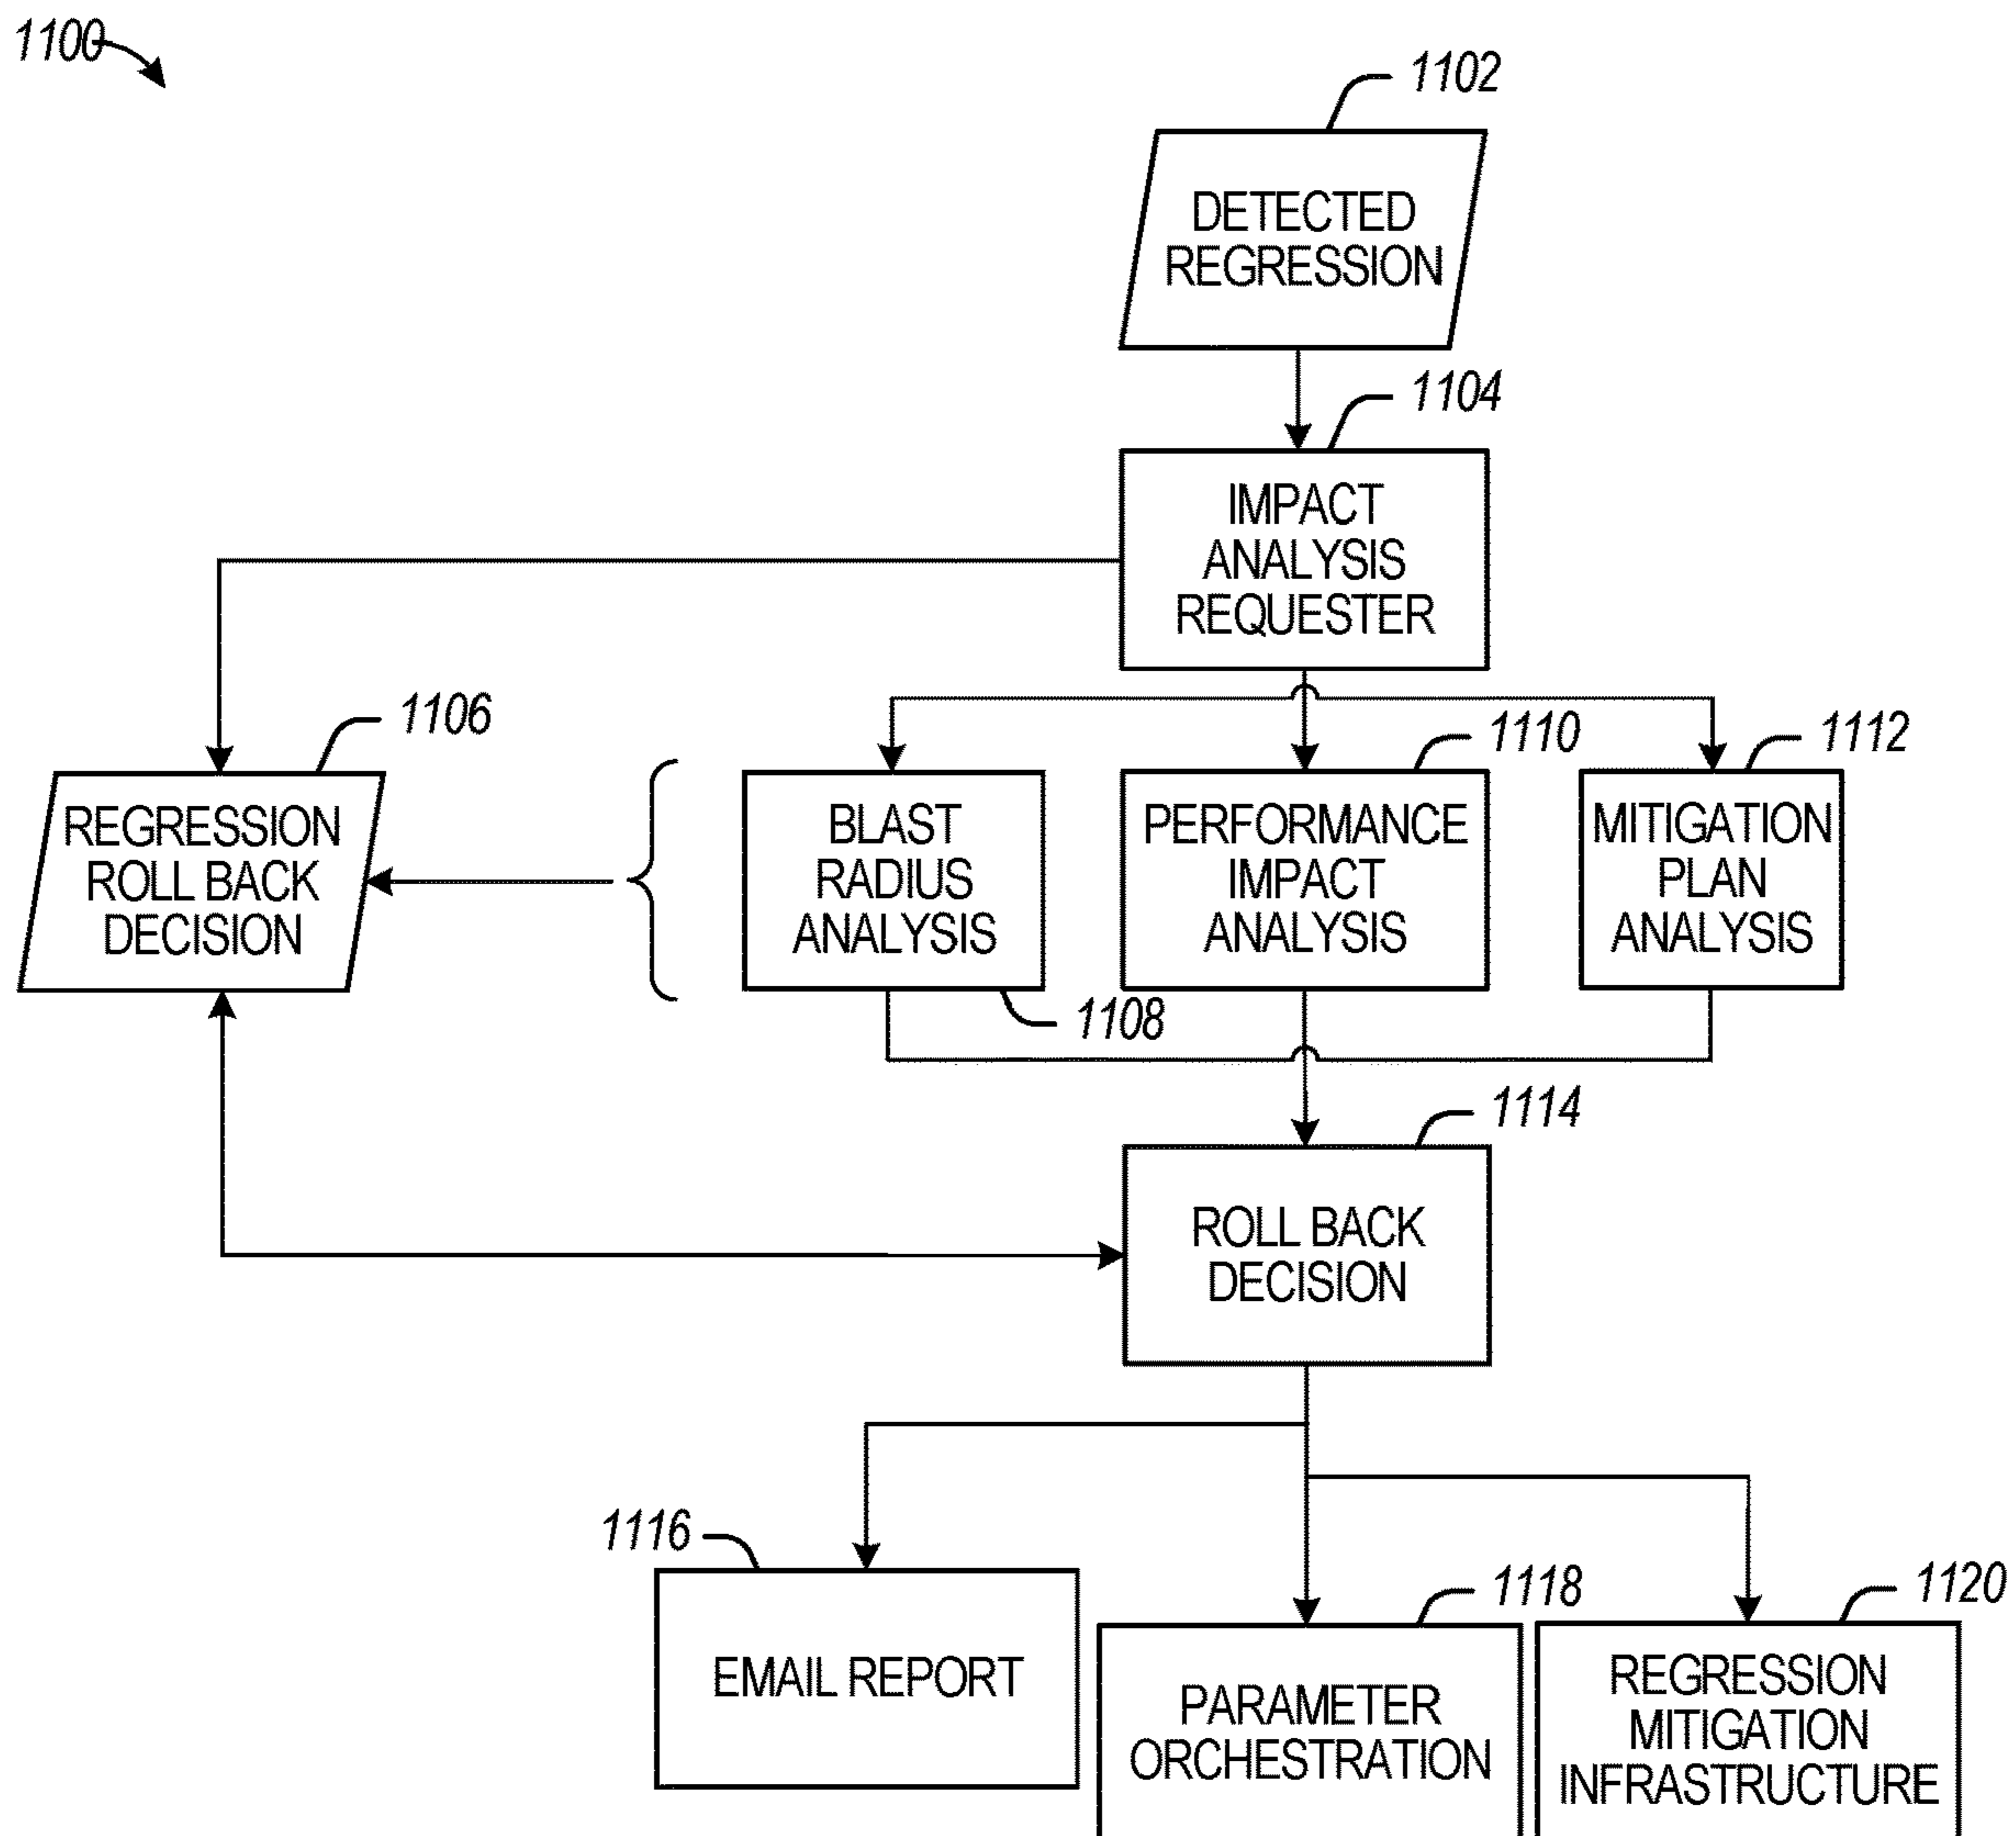 1100
1102
DETECTED
REGRESSION
1104
IMPACT
ANALYSIS
REQUESTER
1106
REGRESSION
ROLL BACK
DECISION
BLAST
RADIUS
ANALYSIS
1108
1110
PERFORMANCE
IMPACT
ANALYSIS
1112
MITIGATION
PLAN
ANALYSIS
1114
ROLL BACK
DECISION
1116
EMAIL REPORT
1118
PARAMETER
ORCHESTRATION
1120
REGRESSION
MITIGATION
INFRASTRUCTURE